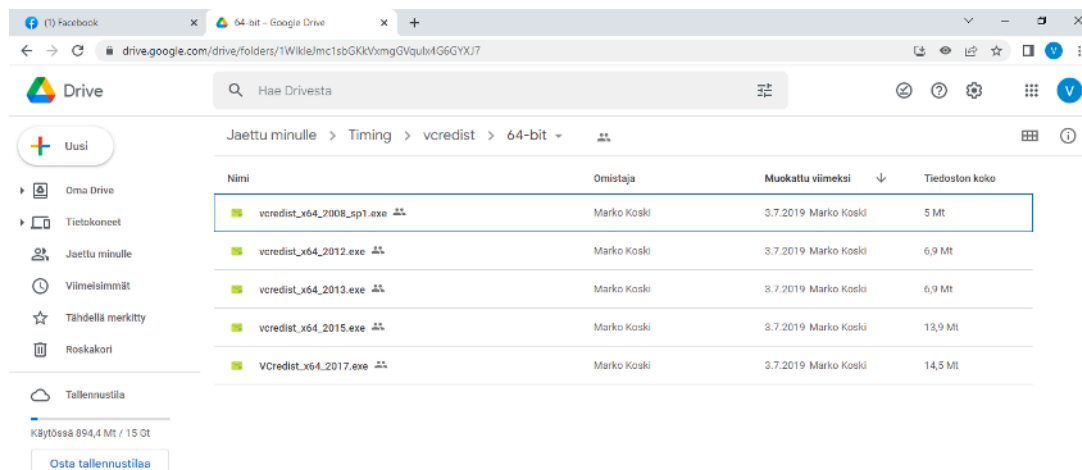 (1) Facebook
64-bit – Google Drive
drive.google.com/drive/folders/1WIkleJmc1sbGKkVxmgGVqulx4G6GYXJ7
V
Drive
Hae Drivesta
V
Uusi
Jaettu minulle > Timing > vcredist > 64-bit
Nimi Omistaja Muokattu viimeksi Tiedoston koko
Oma Drive
vcredist_x64_2008_sp1.exe Marko Koski 3.7.2019 Marko Koski 5 Mt
Tietokoneet
vcredist_x64_2012.exe Marko Koski 3.7.2019 Marko Koski 6,9 Mt
Jaettu minulle
Viimeisimmät
vcredist_x64_2013.exe Marko Koski 3.7.2019 Marko Koski 6,9 Mt
Tähdellä merkitty
vcredist_x64_2015.exe Marko Koski 3.7.2019 Marko Koski 13,9 Mt
Roskakori
VCredist_x64_2017.exe Marko Koski 3.7.2019 Marko Koski 14,5 Mt
Tallennustila
Käytössä 894,4 Mt / 15 Gt
Osta tallennustilaa